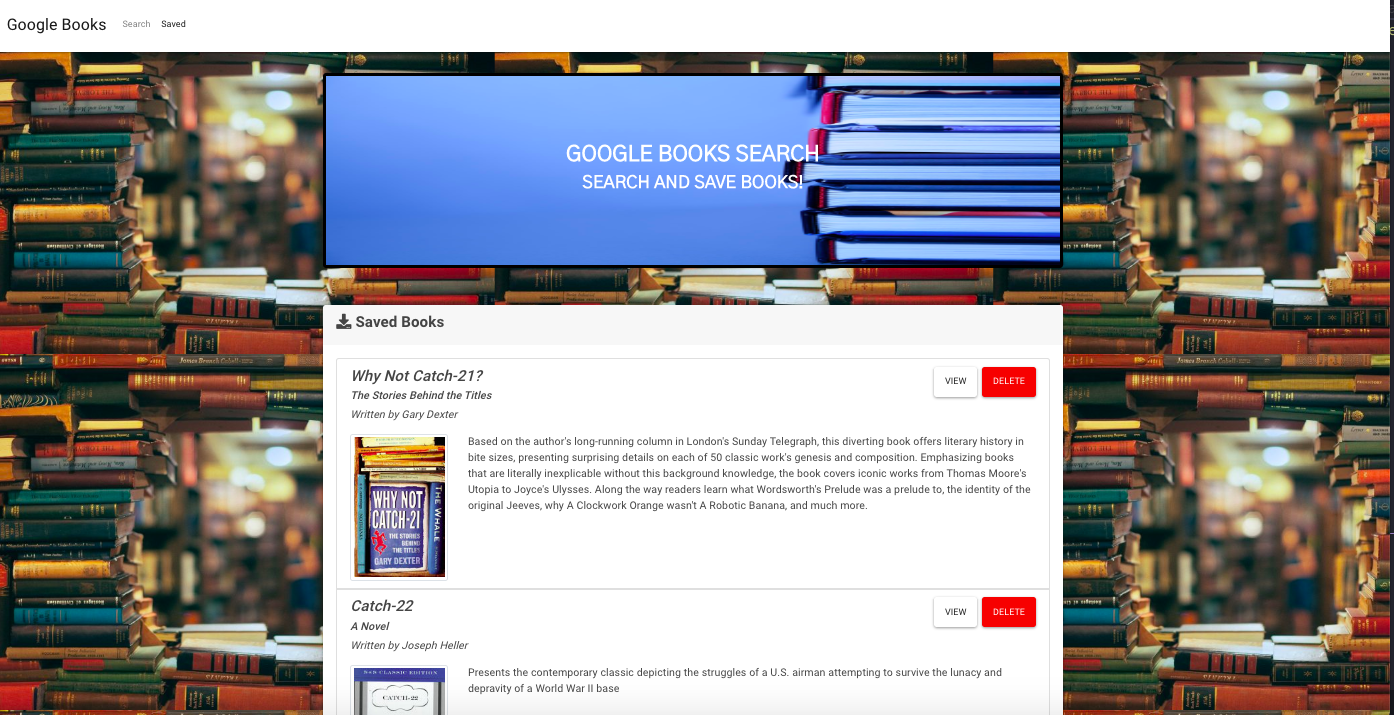 Google Books Search Saved
GOOGLE BOOKS SEARCH
SEARCH AND SAVE BOOKS!
Saved Books
Why Not Catch-21?
The Stories Behind the Titles
Written by Gary Dexter
VIEW DELETE
Based on the author's long-running column in London's Sunday Telegraph, this diverting book offers literary history in
bite sizes, presenting surprising details on each of 50 classic work's genesis and composition. Emphasizing books
that are literally inexplicable without this background knowledge, the book covers iconic works from Thomas Moore's
Utopia to Joyce's Ulysses. Along the way readers learn what Wordsworth's Prelude was a prelude to, the identity of the
original Jeeves, why A Clockwork Orange wasn't A Robotic Banana, and much more.
WHY NOT
CATCH-21
THE STORIES
BEHIND
THE TITLES
GARY DEXTER
THE WHALE
Catch-22
A Novel
Written by Joseph Heller
VIEW DELETE
Presents the contemporary classic depicting the struggles of a U.S. airman attempting to survive the lunacy and
depravity of a World War II base
S&S CLASSIC EDITION
CATCH-22
James Branch Cabell
James Branch Cabell